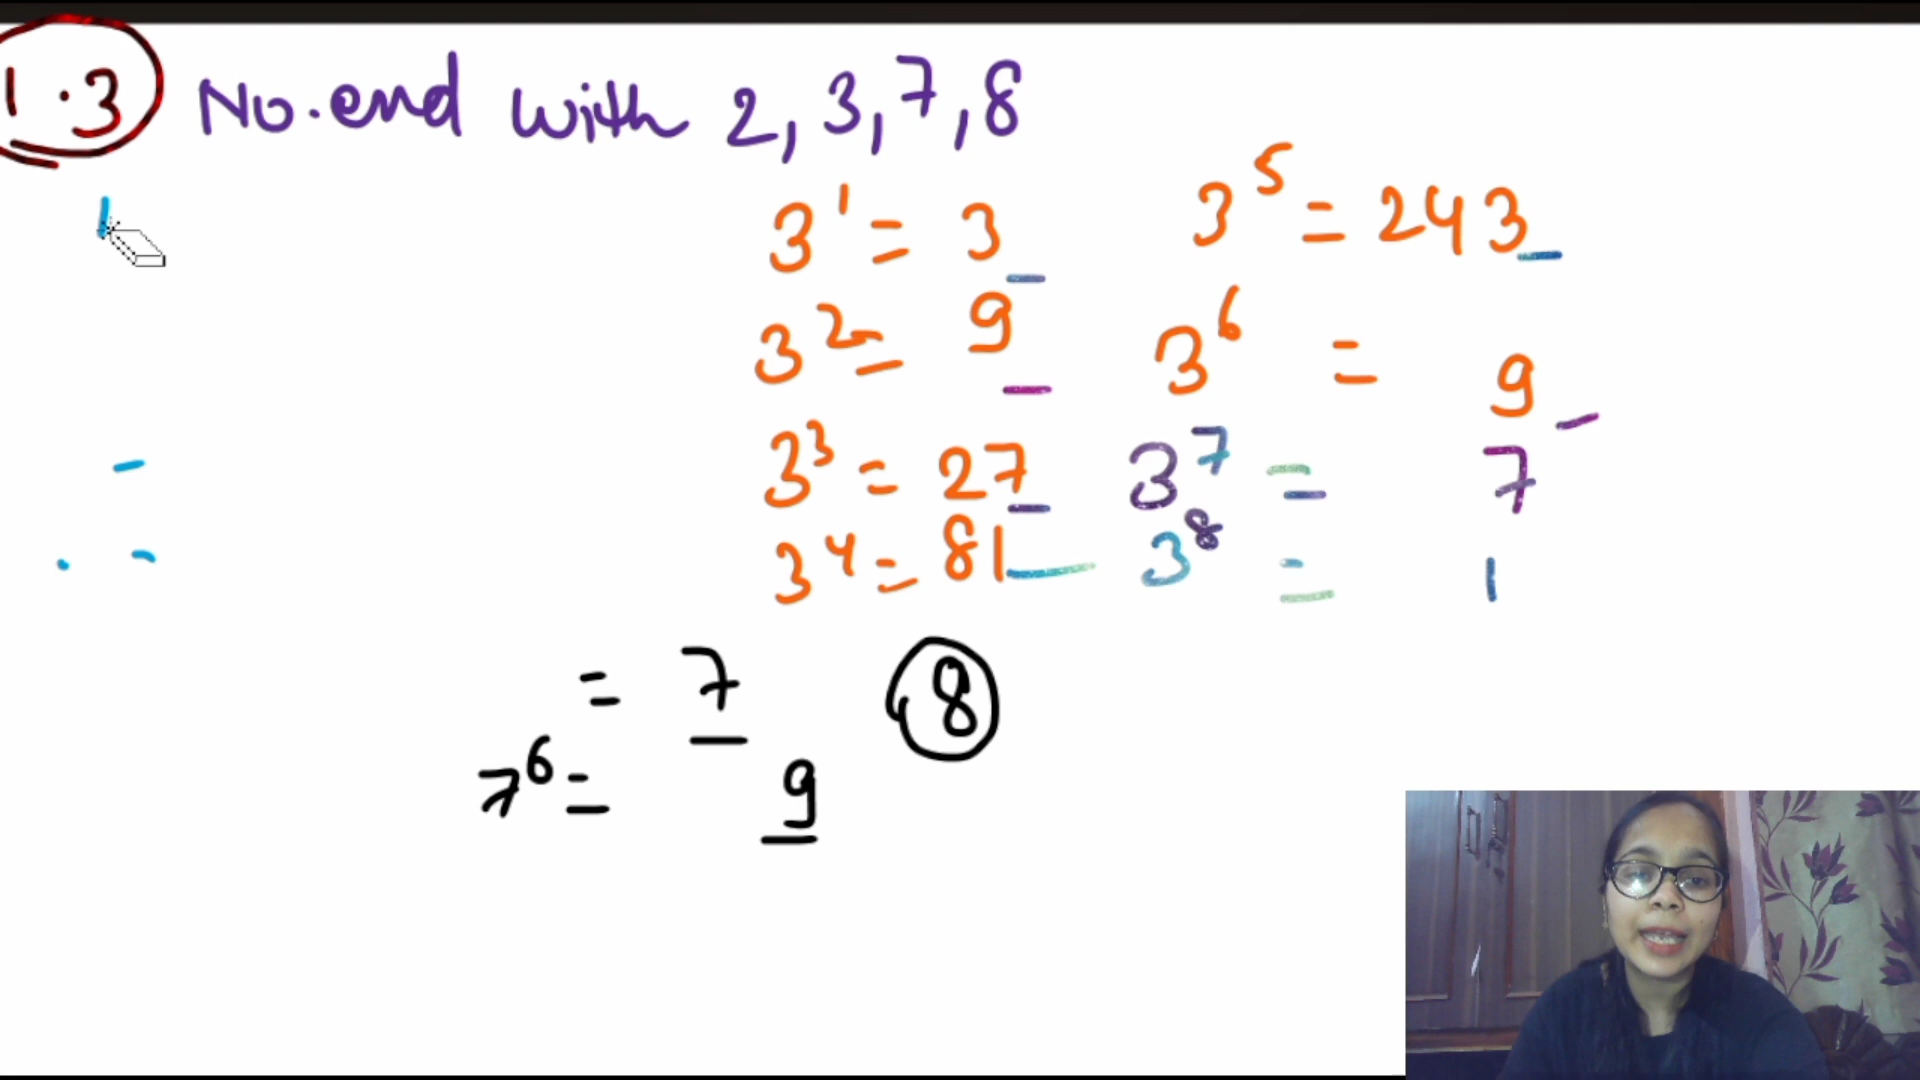 1.3 No. end with 2, 3, 7, 8
3¹ = 3
3² = 9
3³ = 27
3⁴ = 81
3⁵ = 243
3⁶ = 9
3⁷ = 7
3⁸ = 1
= 7 8
7⁶ = 9